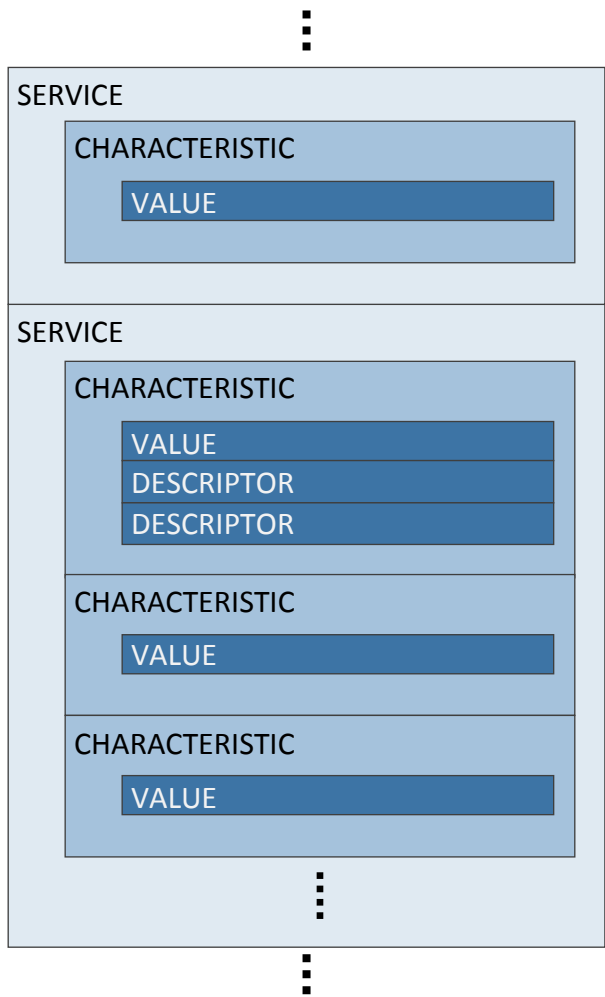 SERVICE
CHARACTERISTIC
VALUE
SERVICE
CHARACTERISTIC
VALUE
DESCRIPTOR
DESCRIPTOR
CHARACTERISTIC
VALUE
CHARACTERISTIC
VALUE